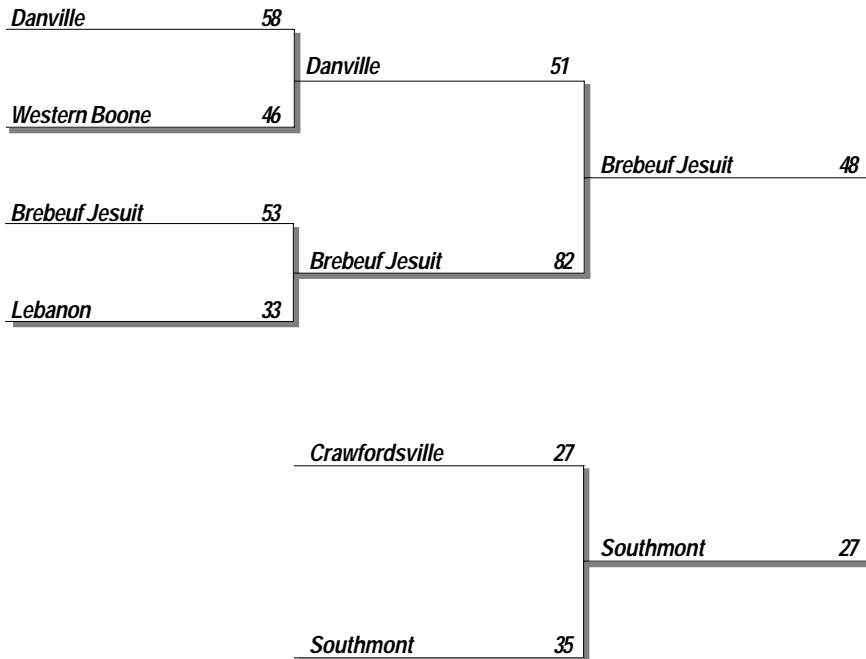 Danville 58
Danville 51
Western Boone 46
Brebeuf Jesuit 48
Brebeuf Jesuit 53
Brebeuf Jesuit 82
Lebanon 33
Crawfordsville 27
Southmont 27
Southmont 35